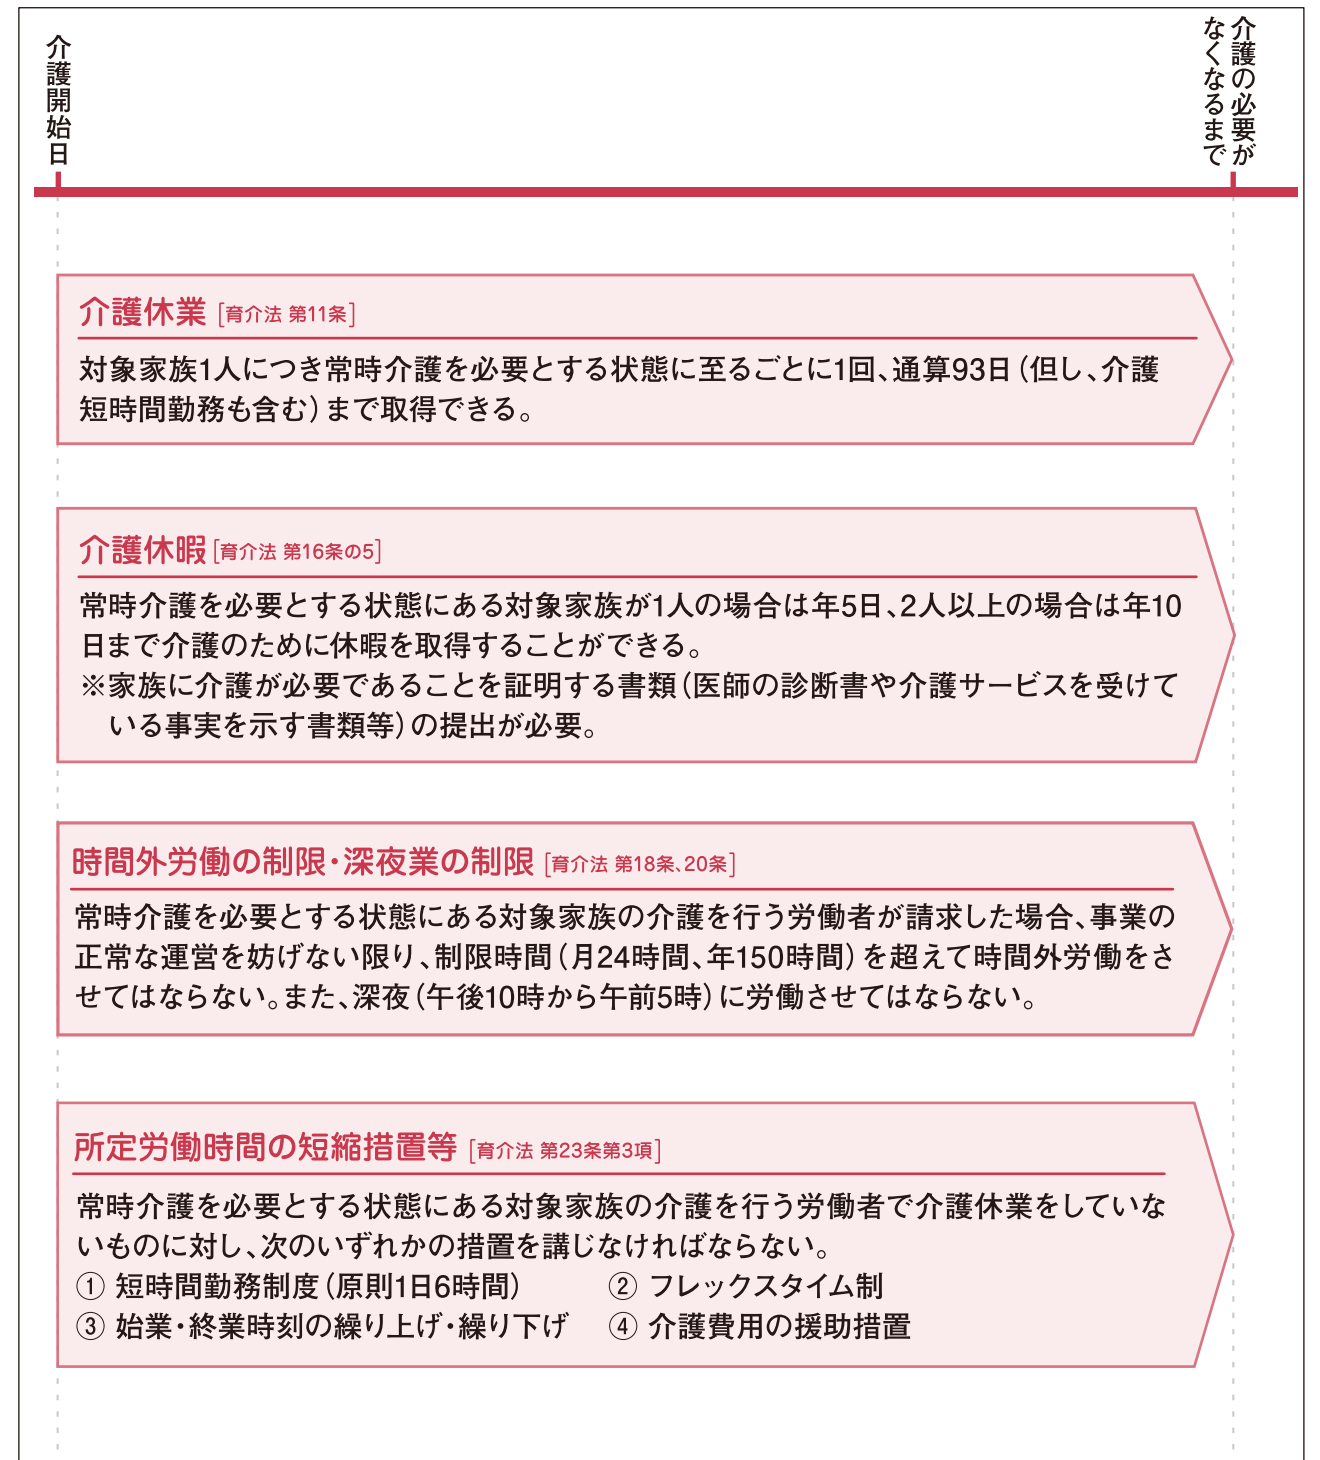 介護開始日
介護の必要が
なくなるまで
介護休業 [育介法 第11条]
対象家族1人につき常時介護を必要とする状態に至るごとに1回、通算93日（但し、介護
短時間勤務も含む）まで取得できる。
介護休暇 [育介法 第16条の5]
常時介護を必要とする状態にある対象家族が1人の場合は年5日、2人以上の場合は年10
日まで介護のために休暇を取得することができる。
※家族に介護が必要であることを証明する書類（医師の診断書や介護サービスを受けて
いる事実を示す書類等）の提出が必要。
時間外労働の制限・深夜業の制限 [育介法 第18条、20条]
常時介護を必要とする状態にある対象家族の介護を行う労働者が請求した場合、事業の
正常な運営を妨げない限り、制限時間（月24時間、年150時間）を超えて時間外労働をさ
せてはならない。また、深夜（午後10時から午前5時）に労働させてはならない。
所定労働時間の短縮措置等 [育介法 第23条第3項]
常時介護を必要とする状態にある対象家族の介護を行う労働者で介護休業をしていな
いものに対し、次のいずれかの措置を講じなければならない。
① 短時間勤務制度（原則1日6時間） ② フレックスタイム制
③ 始業・終業時刻の繰り上げ・繰り下げ ④ 介護費用の援助措置